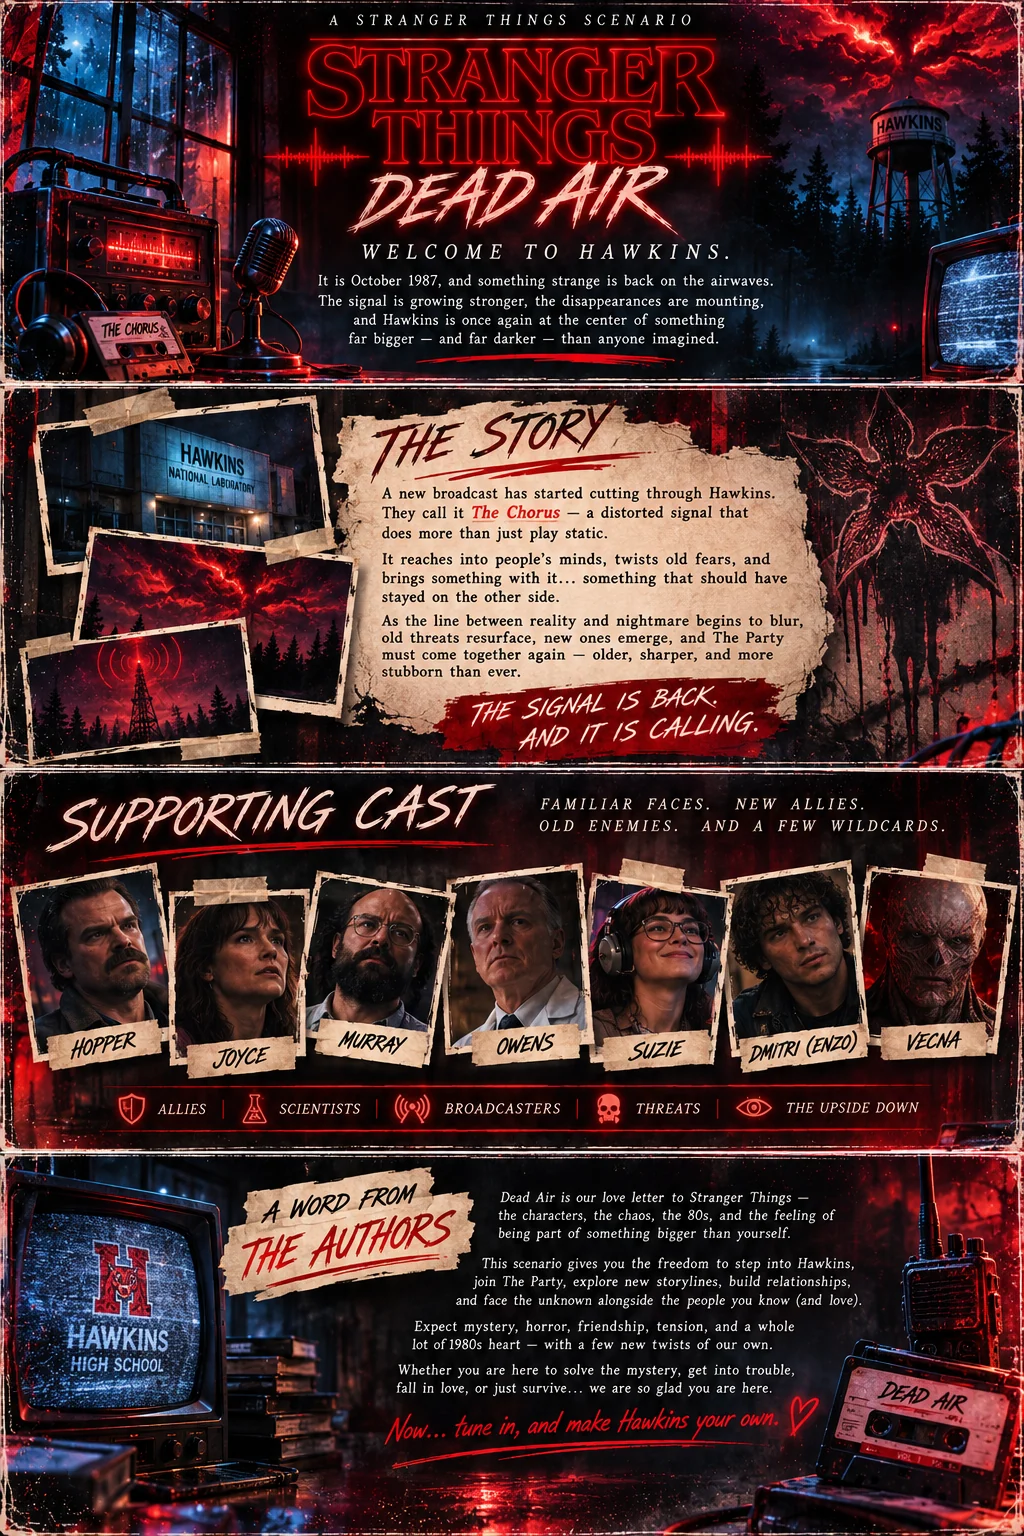 A STRANGER THINGS SCENARIO
STRANGER
THINGS
DEAD AIR
WELCOME TO HAWKINS.
It is October 1987, and something strange is back on the airwaves.
The signal is growing stronger, the disappearances are mounting,
and Hawkins is once again at the center of something
far bigger — and far darker — than anyone imagined.
HAWKINS
THE CHORUS
HAWKINS
NATIONAL LABORATORY
THE STORY
A new broadcast has started cutting through Hawkins.
They call it The Chorus — a distorted signal that
does more than just play static.
It reaches into people's minds, twists old fears, and
brings something with it... something that should have
stayed on the other side.
As the line between reality and nightmare begins to blur,
old threats resurface, new ones emerge, and The Party
must come together again — older, sharper, and more
stubborn than ever.
THE SIGNAL IS BACK.
AND IT IS CALLING.
SUPPORTING CAST
FAMILIAR FACES. NEW ALLIES.
OLD ENEMIES. AND A FEW WILDCARDS.
HOPPER
JOYCE
MURRAY
OWENS
SUZIE
DMITRI (ENZO)
VECNA
ALLIES
SCIENTISTS
BROADCASTERS
THREATS
THE UPSIDE DOWN
A WORD FROM
THE AUTHORS
Dead Air is our love letter to Stranger Things —
the characters, the chaos, the 80s, and the feeling of
being part of something bigger than yourself.
This scenario gives you the freedom to step into Hawkins,
join The Party, explore new storylines, build relationships,
and face the unknown alongside the people you know (and love).
Expect mystery, horror, friendship, tension, and a whole
lot of 1980s heart — with a few new twists of our own.
Whether you are here to solve the mystery, get into trouble,
fall in love, or just survive... we are so glad you are here.
Now... tune in, and make Hawkins your own.
H
HAWKINS
HIGH SCHOOL
DEAD AIR